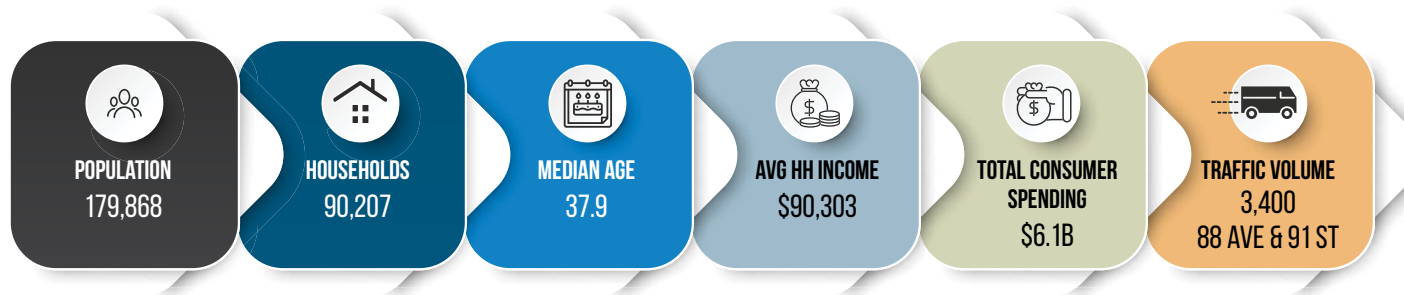 POPULATION
179,868
HOUSEHOLDS
90,207
MEDIAN AGE
37.9
AVG HH INCOME
$90,303
TOTAL CONSUMER
SPENDING
$6.1B
TRAFFIC VOLUME
3,400
88 AVE & 91 ST